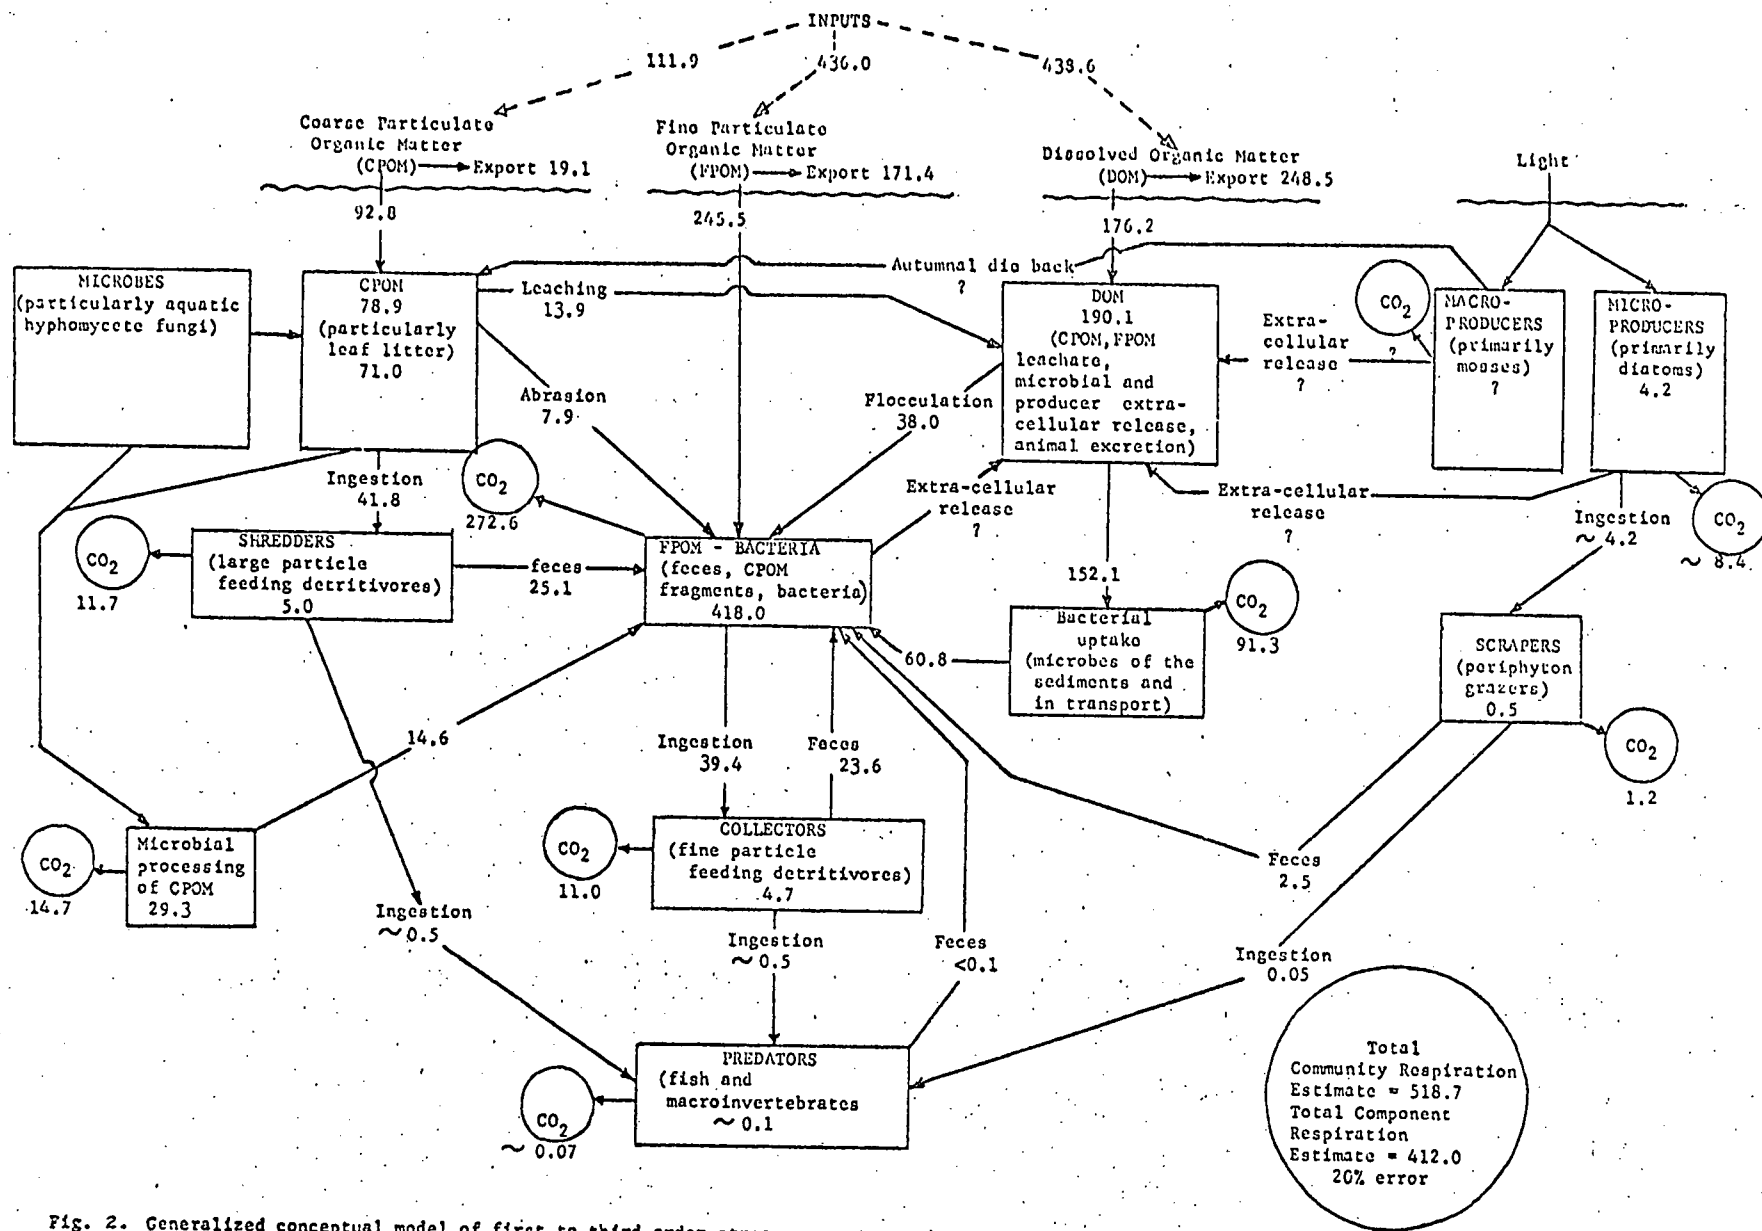 INPUTS
111.9
436.0
438.6
Coarse Particulate
Organic Matter
(CPOM) Export 19.1
Fine Particulate
Organic Matter
(FPOM) Export 171.4
Dissolved Organic Matter
(DOM) Export 248.5
Light
92.8
245.5
176.2
MICROBES
(particularly aquatic
hyphomycete fungi)
CPOM
78.9
(particularly
leaf litter)
71.0
Leaching
13.9
Autumnal die back
?
DOM
190.1
(CPOM, FPOM
leachate,
microbial and
producer extra-
cellular release,
animal excretion)
Extra-
cellular
release
?
CO2
?
MACRO-
PRODUCERS
(primarily
mosses)
?
MICRO-
PRODUCERS
(primarily
diatoms)
4.2
Abrasion
7.9
Flocculation
38.0
Ingestion
41.8
CO2
272.6
Extra-cellular
release
?
Extra-cellular
release
?
Ingestion
~ 4.2
CO2
~ 8.4
CO2
11.7
SHREDDERS
(large particle
feeding detritivores)
5.0
feces
25.1
FPOM - BACTERIA
(feces, CPOM
fragments, bacteria)
418.0
152.1
Bacterial
uptake
(microbes of the
sediments and
in transport)
CO2
91.3
60.8
SCRAPERS
(periphyton
grazers)
0.5
CO2
1.2
14.6
Ingestion
39.4
Feces
23.6
CO2
14.7
Microbial
processing
of CPOM
29.3
CO2
11.0
COLLECTORS
(fine particle
feeding detritivores)
4.7
Feces
2.5
Ingestion
~ 0.5
Ingestion
~ 0.5
Feces
<0.1
Ingestion
0.05
PREDATORS
(fish and
macroinvertebrates
~ 0.1
CO2
~ 0.07
Total
Community Respiration
Estimate = 518.7
Total Component
Respiration
Estimate = 412.0
20% error
Fig. 2. Generalized conceptual model of first to third order